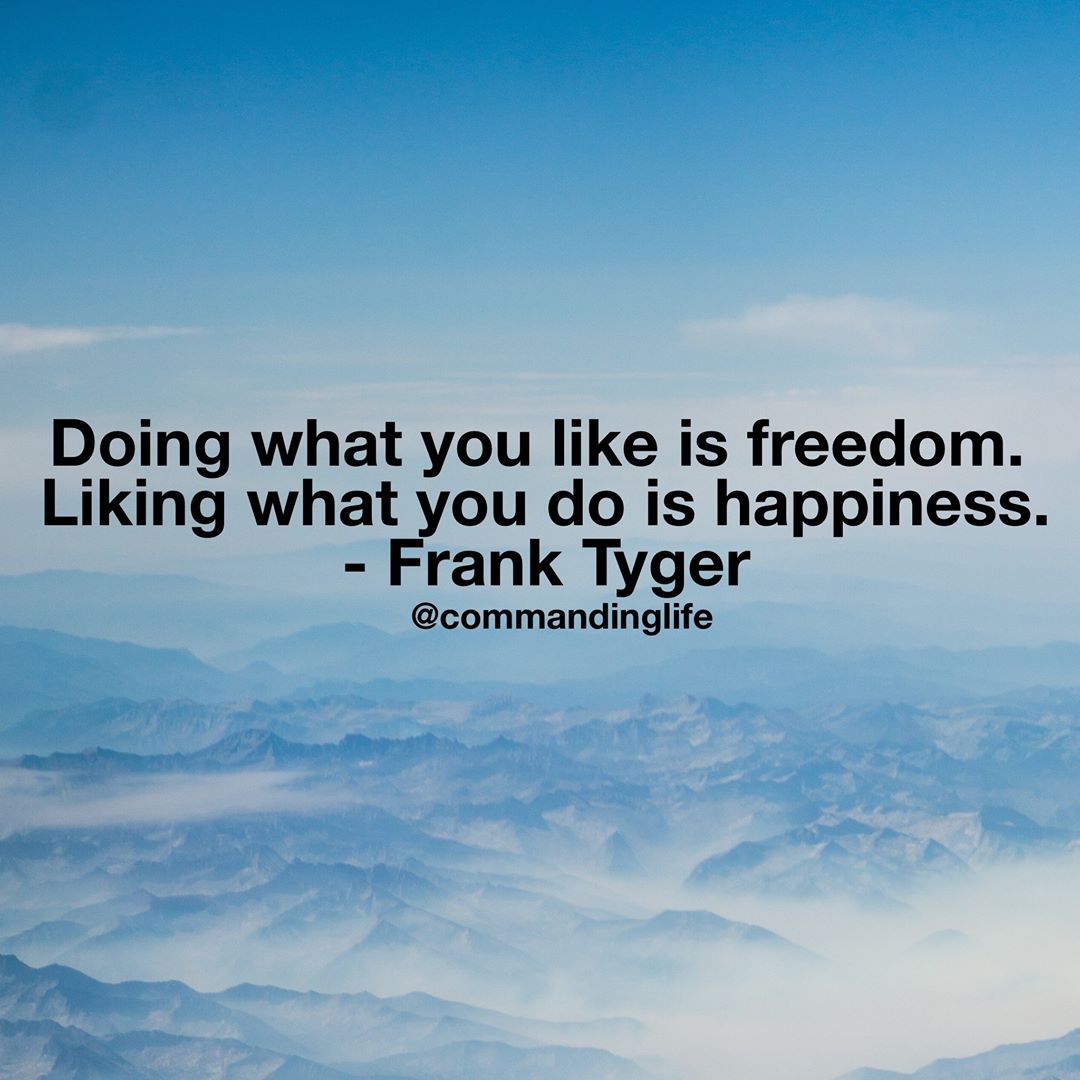 Doing what you like is freedom.
Liking what you do is happiness.
- Frank Tyger
@commandinglife